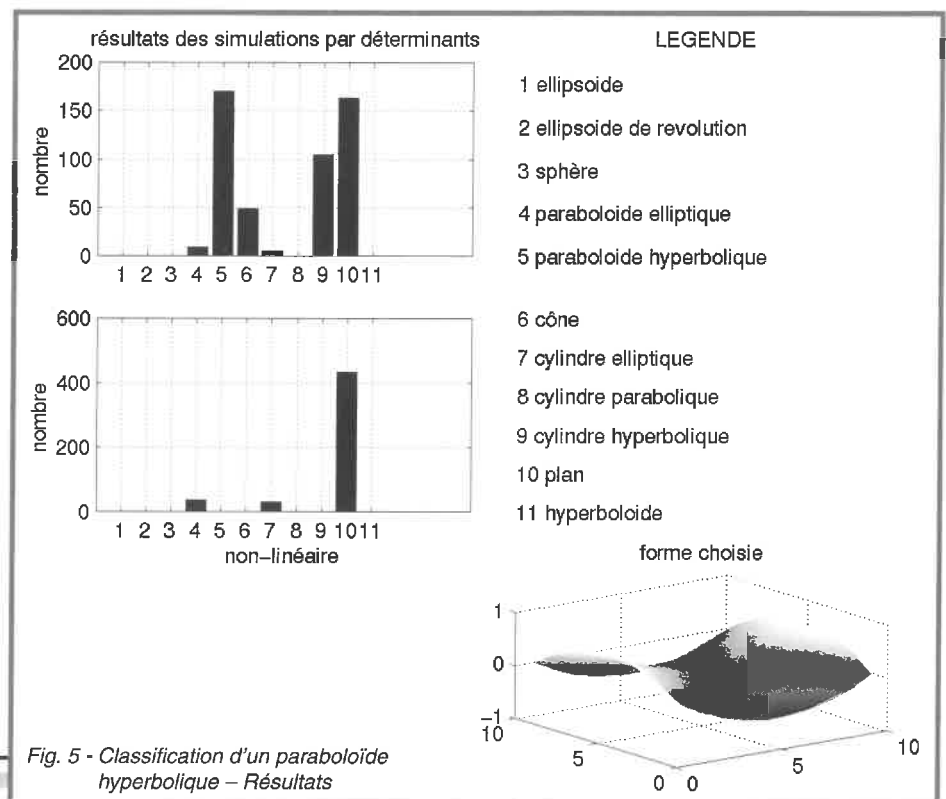 résultats des simulations par déterminants
200
150
100
50
0
nombre
1 2 3 4 5 6 7 8 9 10 11
600
400
200
0
nombre
1 2 3 4 5 6 7 8 9 10 11
non-linéaire
LEGENDE
1 ellipsoide
2 ellipsoide de revolution
3 sphère
4 paraboloide elliptique
5 paraboloide hyperbolique
6 cône
7 cylindre elliptique
8 cylindre parabolique
9 cylindre hyperbolique
10 plan
11 hyperboloide
forme choisie
1
0
-1
10
5
0
0
5
10
Fig. 5 - Classification d'un paraboloïde
hyperbolique – Résultats